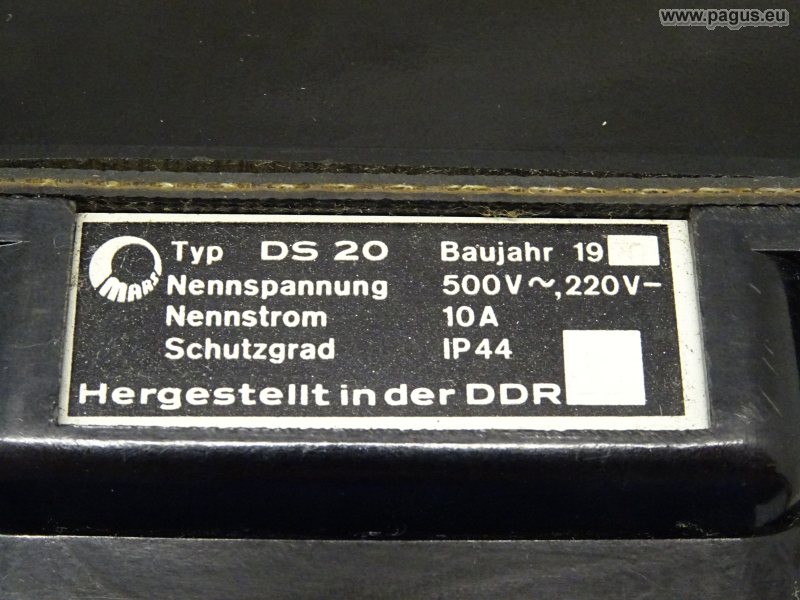 www.pagus.eu
MARS Typ DS 20 Baujahr 19
Nennspannung 500V~,220V–
Nennstrom 10A
Schutzgrad IP44
Hergestellt in der DDR